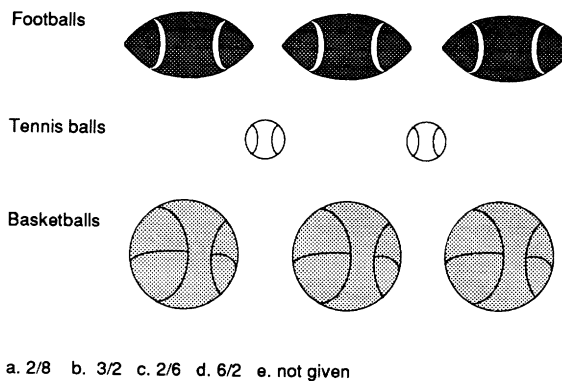 Footballs
Tennis balls
Basketballs
a. 2/8 b. 3/2 c. 2/6 d. 6/2 e. not given